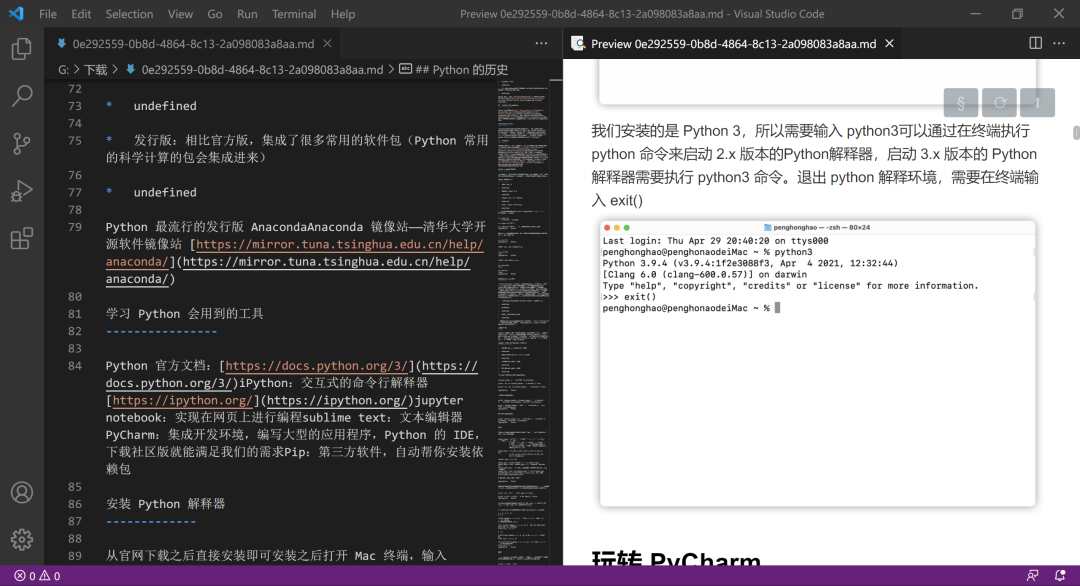 File Edit Selection View Go Run Terminal Help Preview 0e292559-0b8d-4864-8c13-2a098083a8aa.md - Visual Studio Code
0e292559-0b8d-4864-8c13-2a098083a8aa.md
G: > 下载 > 0e292559-0b8d-4864-8c13-2a098083a8aa.md > ## Python 的历史
72
73 * undefined
74
75 * 发行版: 相比官方版, 集成了很多常用的软件包 (Python 常用
的科学计算的包会集成进来)
76
77 * undefined
78
79 Python 最流行的发行版 AnacondaAnaconda 镜像站——清华大学开
源软件镜像站 [https://mirror.tuna.tsinghua.edu.cn/help/
anaconda/](https://mirror.tuna.tsinghua.edu.cn/help/
anaconda/)
80
81 学习 Python 会用到的工具
82 ----------------
83
84 Python 官方文档: [https://docs.python.org/3/](https://
docs.python.org/3/)iPython: 交互式的命令行解释器
[https://ipython.org/](https://ipython.org/)jupyter
notebook: 实现在网页上进行编程sublime text: 文本编辑器
PyCharm: 集成开发环境, 编写大型的应用程序, Python 的 IDE,
下载社区版就能满足我们的需求Pip: 第三方软件, 自动帮你安装依
赖包
85
86 安装 Python 解释器
87 -------------
88
89 从官网下载之后直接安装即可安装之后打开 Mac 终端, 输入
Preview 0e292559-0b8d-4864-8c13-2a098083a8aa.md
我们安装的是 Python 3，所以需要输入 python3可以通过在终端执行
python 命令来启动 2.x 版本的Python解释器，启动 3.x 版本的 Python
解释器需要执行 python3 命令。退出 python 解释环境，需要在终端输
入 exit()
penghonghao — -zsh — 80×24
Last login: Thu Apr 29 20:40:20 on ttys000
penghonghao@penghonaodeiMac ~ % python3
Python 3.9.4 (v3.9.4:1f2e3088f3, Apr  4 2021, 12:32:44)
[Clang 6.0 (clang-600.0.57)] on darwin
Type "help", "copyright", "credits" or "license" for more information.
>>> exit()
penghonghao@penghonaodeiMac ~ %
玩转 PyCharm
0 0